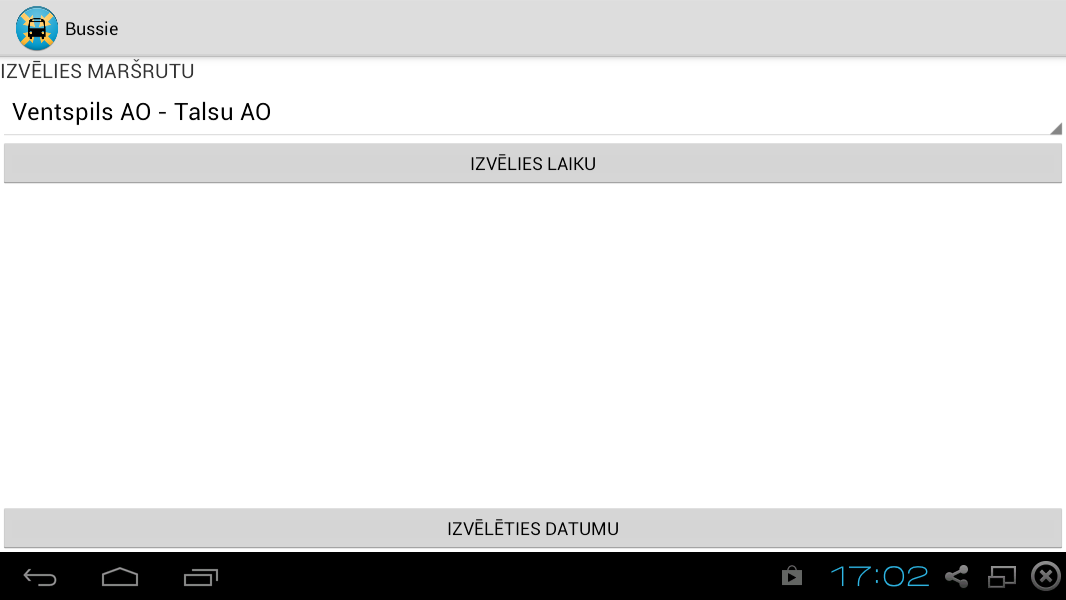 Bussie
IZVĒLIES MARŠRUTU
Ventspils AO - Talsu AO
IZVĒLIES LAIKU
IZVĒLĒTIES DATUMU
17:02